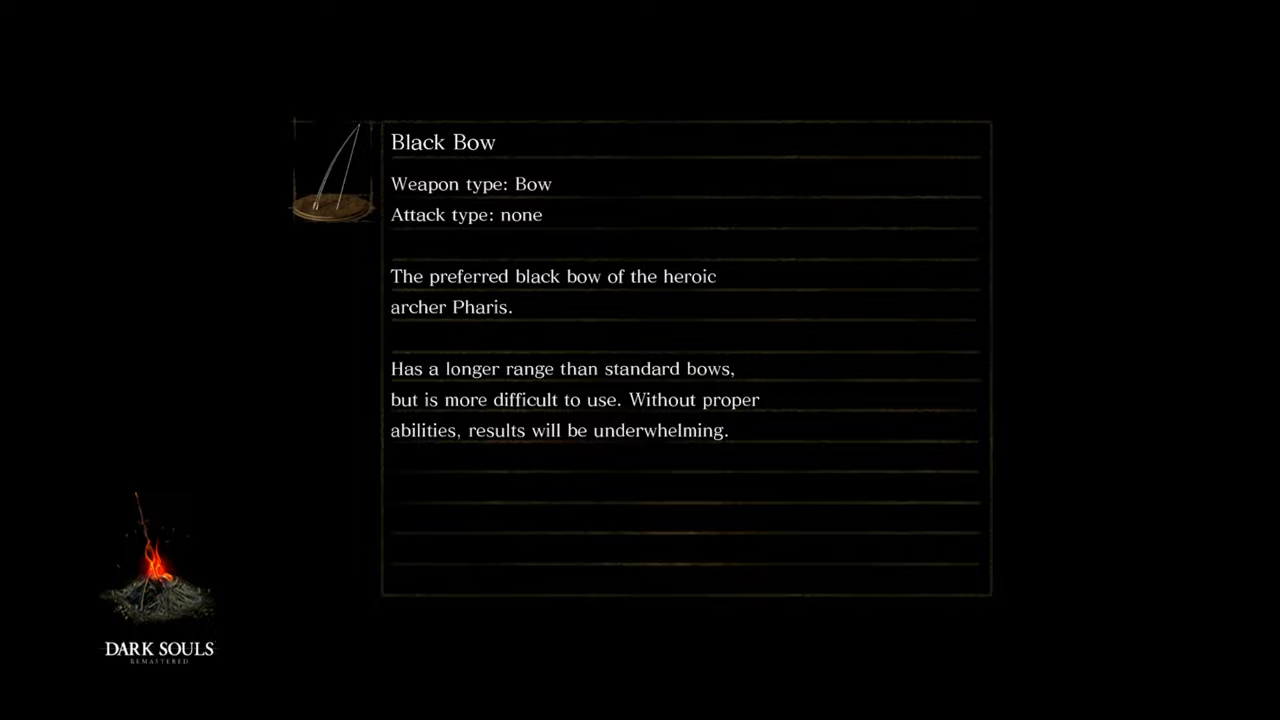 Black Bow
Weapon type: Bow
Attack type: none
The preferred black bow of the heroic
archer Pharis.
Has a longer range than standard bows,
but is more difficult to use. Without proper
abilities, results will be underwhelming.
DARK SOULS
REMASTERED